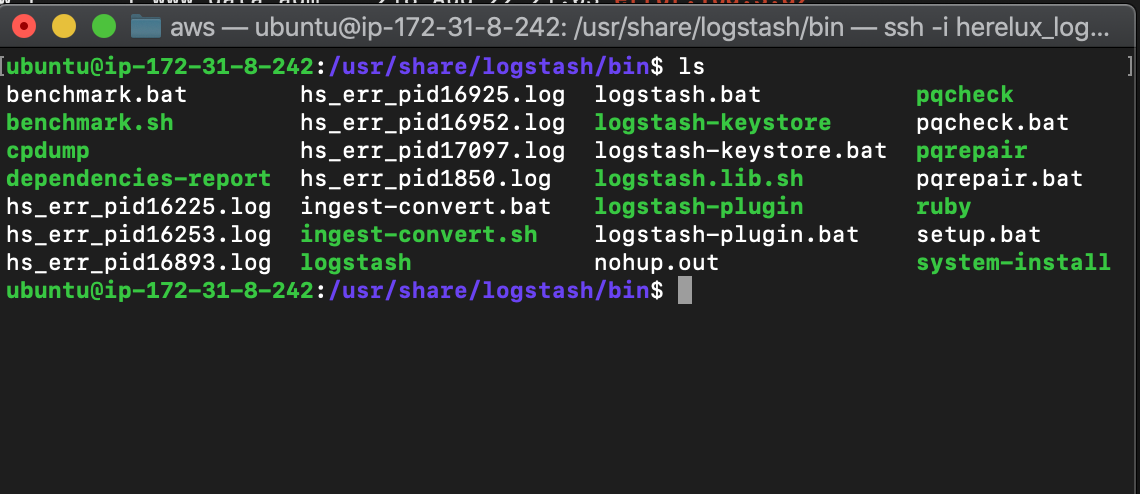 aws — ubuntu@ip-172-31-8-242: /usr/share/logstash/bin — ssh -i herelux_log...
[ubuntu@ip-172-31-8-242:/usr/share/logstash/bin$ ls ]
benchmark.bat hs_err_pid16925.log logstash.bat pqcheck
benchmark.sh hs_err_pid16952.log logstash-keystore pqcheck.bat
cpdump hs_err_pid17097.log logstash-keystore.bat pqrepair
dependencies-report hs_err_pid1850.log logstash.lib.sh pqrepair.bat
hs_err_pid16225.log ingest-convert.bat logstash-plugin ruby
hs_err_pid16253.log ingest-convert.sh logstash-plugin.bat setup.bat
hs_err_pid16893.log logstash nohup.out system-install
ubuntu@ip-172-31-8-242:/usr/share/logstash/bin$